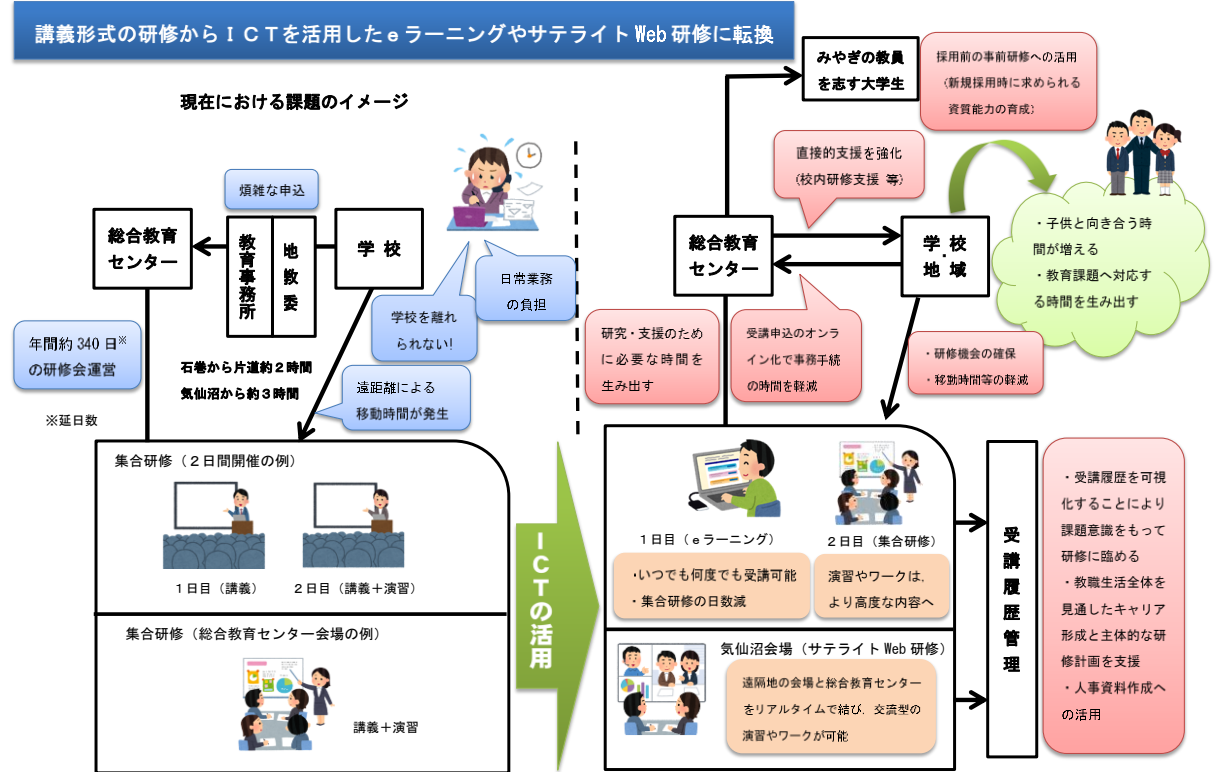 講義形式の研修からＩＣＴを活用したｅラーニングやサテライトWeb研修に転換
現在における課題のイメージ
煩雑な申込
総合教育
センター
教育事務所
地教委
学校
日常業務
の負担
学校を離れ
られない!
年間約340日※
の研修会運営
※延日数
石巻から片道約２時間
気仙沼から約３時間
遠距離による
移動時間が発生
集合研修（２日間開催の例）
１日目（講義）
２日目（講義＋演習）
集合研修（総合教育センター会場の例）
講義＋演習
ＩＣＴの活用
みやぎの教員
を志す大学生
採用前の事前研修への活用
(新規採用時に求められる
資質能力の育成)
直接的支援を強化
(校内研修支援 等)
総合教育
センター
学校
・
地域
・子供と向き合う時
間が増える
・教育課題へ対応す
る時間を生み出す
研究・支援のため
に必要な時間を
生み出す
受講申込のオンラ
イン化で事務手続
の時間を軽減
・研修機会の確保
・移動時間等の軽減
１日目（ｅラーニング）
・いつでも何度でも受講可能
・集合研修の日数減
２日目（集合研修）
演習やワークは，
より高度な内容へ
気仙沼会場（サテライトWeb研修）
遠隔地の会場と総合教育センター
をリアルタイムで結び，交流型の
演習やワークが可能
受講履歴管理
・受講履歴を可視
化することにより
課題意識をもって
研修に臨める
・教職生活全体を
見通したキャリア
形成と主体的な研
修計画を支援
・人事資料作成へ
の活用